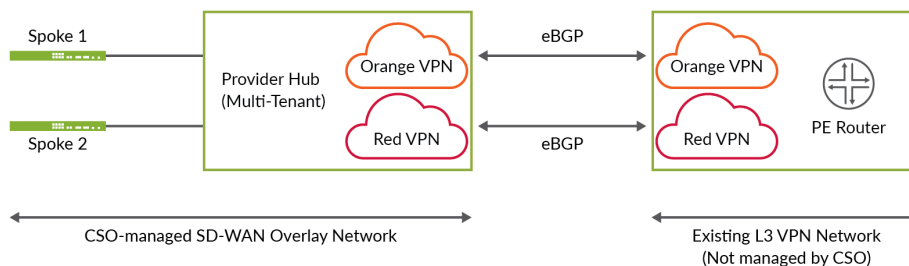 Spoke 1
Spoke 2
Provider Hub
(Multi-Tenant)
Orange VPN
Red VPN
eBGP
eBGP
Orange VPN
Red VPN
PE Router
CSO-managed SD-WAN Overlay Network
Existing L3 VPN Network
(Not managed by CSO)